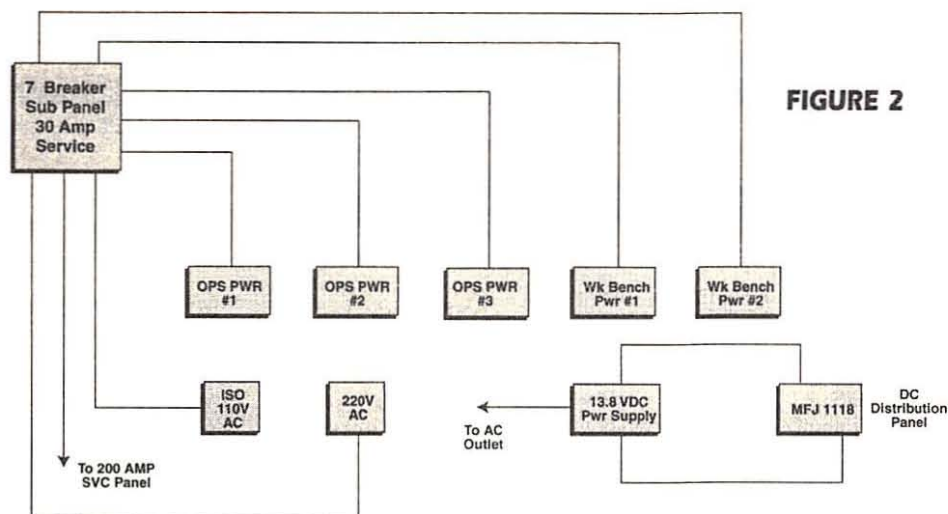 7 Breaker
Sub Panel
30 Amp
Service
FIGURE 2
OPS PWR
#1
OPS PWR
#2
OPS PWR
#3
Wk Bench
Pwr #1
Wk Bench
Pwr #2
ISO
110V
AC
220V
AC
13.8 VDC
Pwr Supply
MFJ 1118
DC
Distribution
Panel
To AC
Outlet
To 200 AMP
SVC Panel